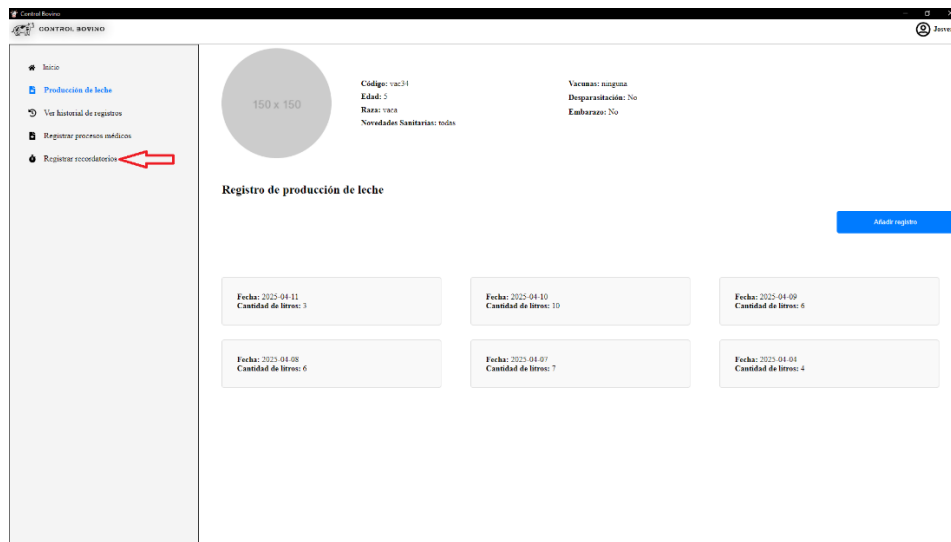 Control Bovino
CONTROL BOVINO
Inicio
Producción de leche
Ver historial de registros
Registrar procesos médicos
Registrar recordatorios
150 x 150
Código: vac34
Edad: 5
Raza: vaca
Novedades Sanitarias: todas
Vacunas: ninguna
Desparasitación: No
Embarazo: No
Registro de producción de leche
Añadir registro
Fecha: 2025-04-11
Cantidad de litros: 3
Fecha: 2025-04-10
Cantidad de litros: 10
Fecha: 2025-04-09
Cantidad de litros: 6
Fecha: 2025-04-08
Cantidad de litros: 6
Fecha: 2025-04-07
Cantidad de litros: 7
Fecha: 2025-04-04
Cantidad de litros: 4